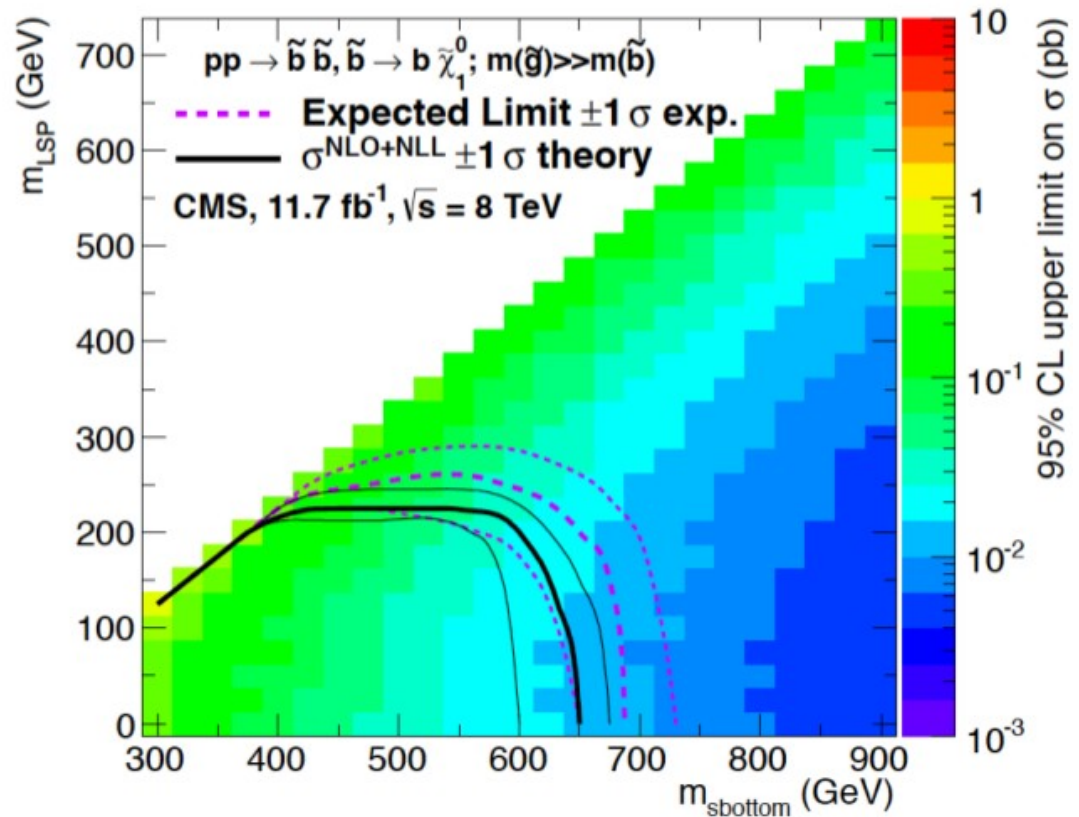 pp → b̃ b̃, b̃ → b χ̃⁰₁; m(g̃)>>m(b̃)
Expected Limit ±1 σ exp.
σ^NLO+NLL ±1 σ theory
CMS, 11.7 fb⁻¹, √s = 8 TeV
m_LSP (GeV)
700
600
500
400
300
200
100
0
300 400 500 600 700 800 900
m_sbottom (GeV)
10
1
10⁻¹
10⁻²
10⁻³
95% CL upper limit on σ (pb)